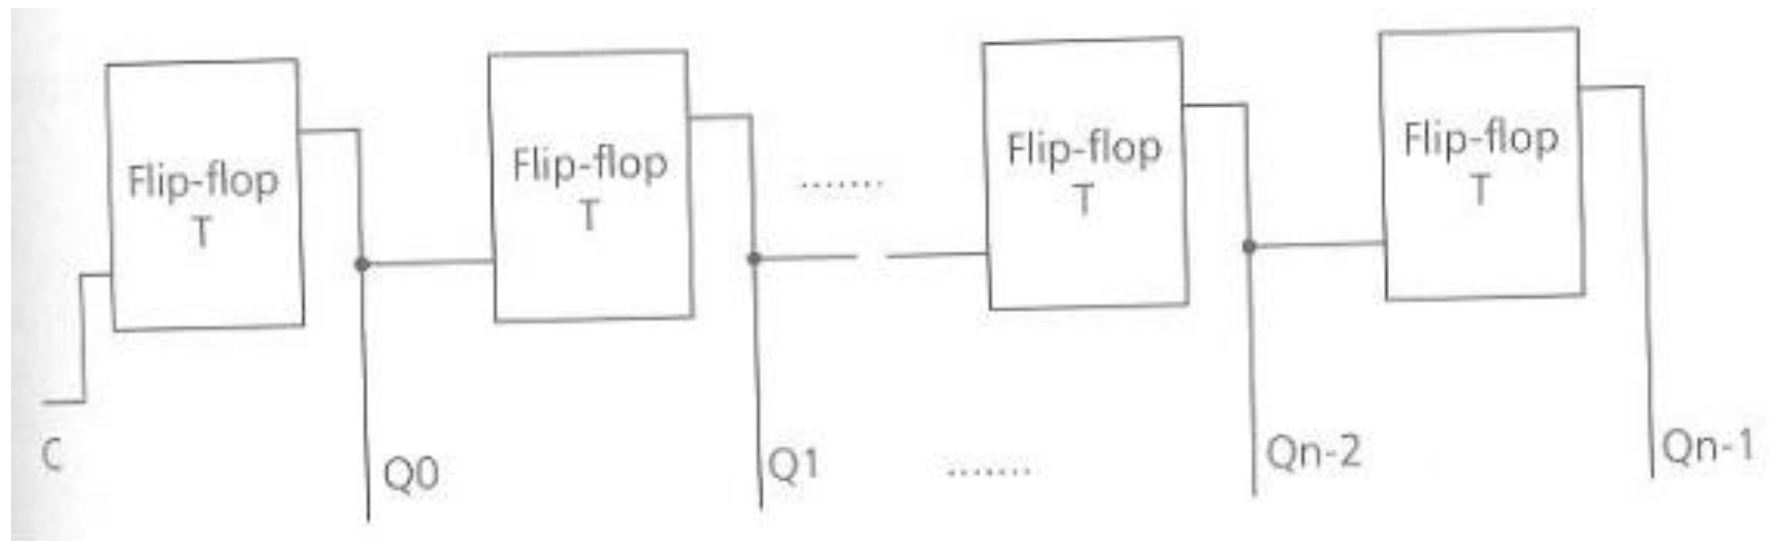 Flip-flop
T
Flip-flop
T
.......
Flip-flop
T
Flip-flop
T
C
Q0
Q1
.......
Qn-2
Qn-1